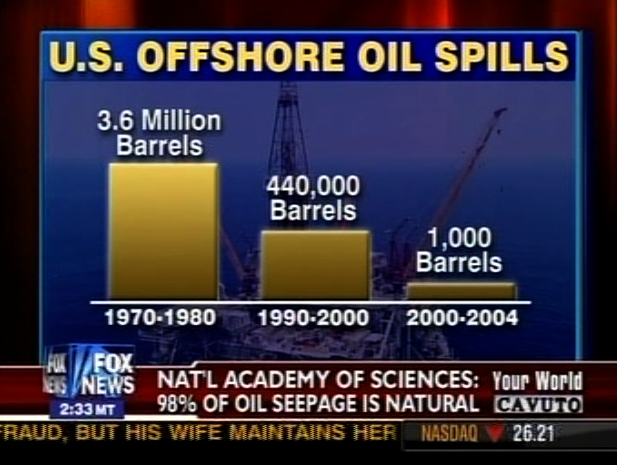 U.S. OFFSHORE OIL SPILLS
3.6 Million
Barrels
440,000
Barrels
1,000
Barrels
1970-1980
1990-2000
2000-2004
FOX
NEWS
FOX
NEWS
2:33 MT
NAT'L ACADEMY OF SCIENCES:
98% OF OIL SEEPAGE IS NATURAL
Your World
CAVUTO
FRAUD, BUT HIS WIFE MAINTAINS HER
NASDAQ 26.21